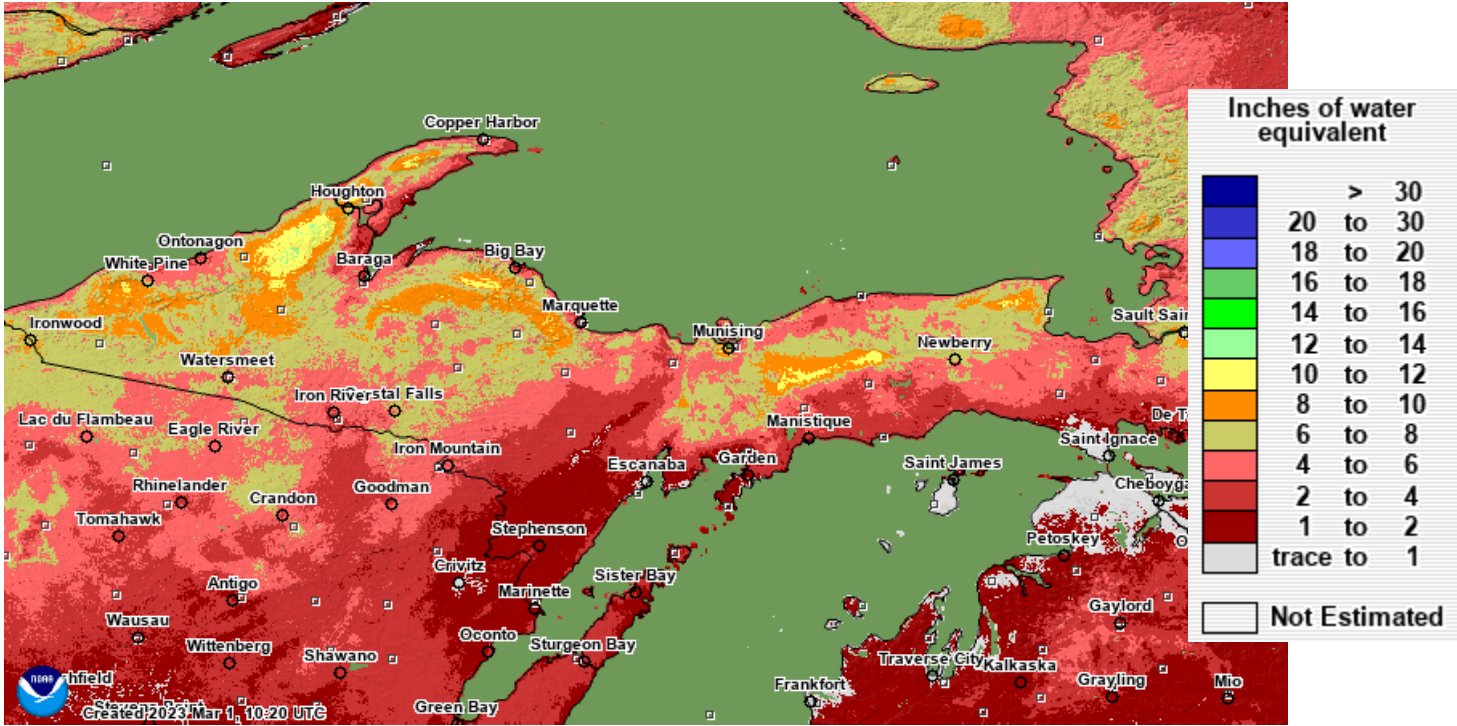 Copper Harbor
Houghton
Ontonagon
White Pine
Baraga
Big Bay
Marquette
Ironwood
Munising
Newberry
Sault Sain
Watersmeet
Iron River
stal Falls
Lac du Flambeau
Eagle River
Manistique
De T
Iron Mountain
Saint Ignace
Escanaba
Garden
Saint James
Rhinelander
Crandon
Goodman
Cheboyga
Tomahawk
Stephenson
Petoskey
O
Crivitz
Antigo
Sister Bay
Marinette
Gaylord
Wausau
Wittenberg
Oconto
Sturgeon Bay
Shawano
Traverse City
Kalkaska
Grayling
Mio
Frankfort
noaa
shfield
Stevens Point
Green Bay
Created 2023 Mar 1, 10:20 UTC
Inches of water
equivalent
> 30
20 to 30
18 to 20
16 to 18
14 to 16
12 to 14
10 to 12
8 to 10
6 to 8
4 to 6
2 to 4
1 to 2
trace to 1
Not Estimated